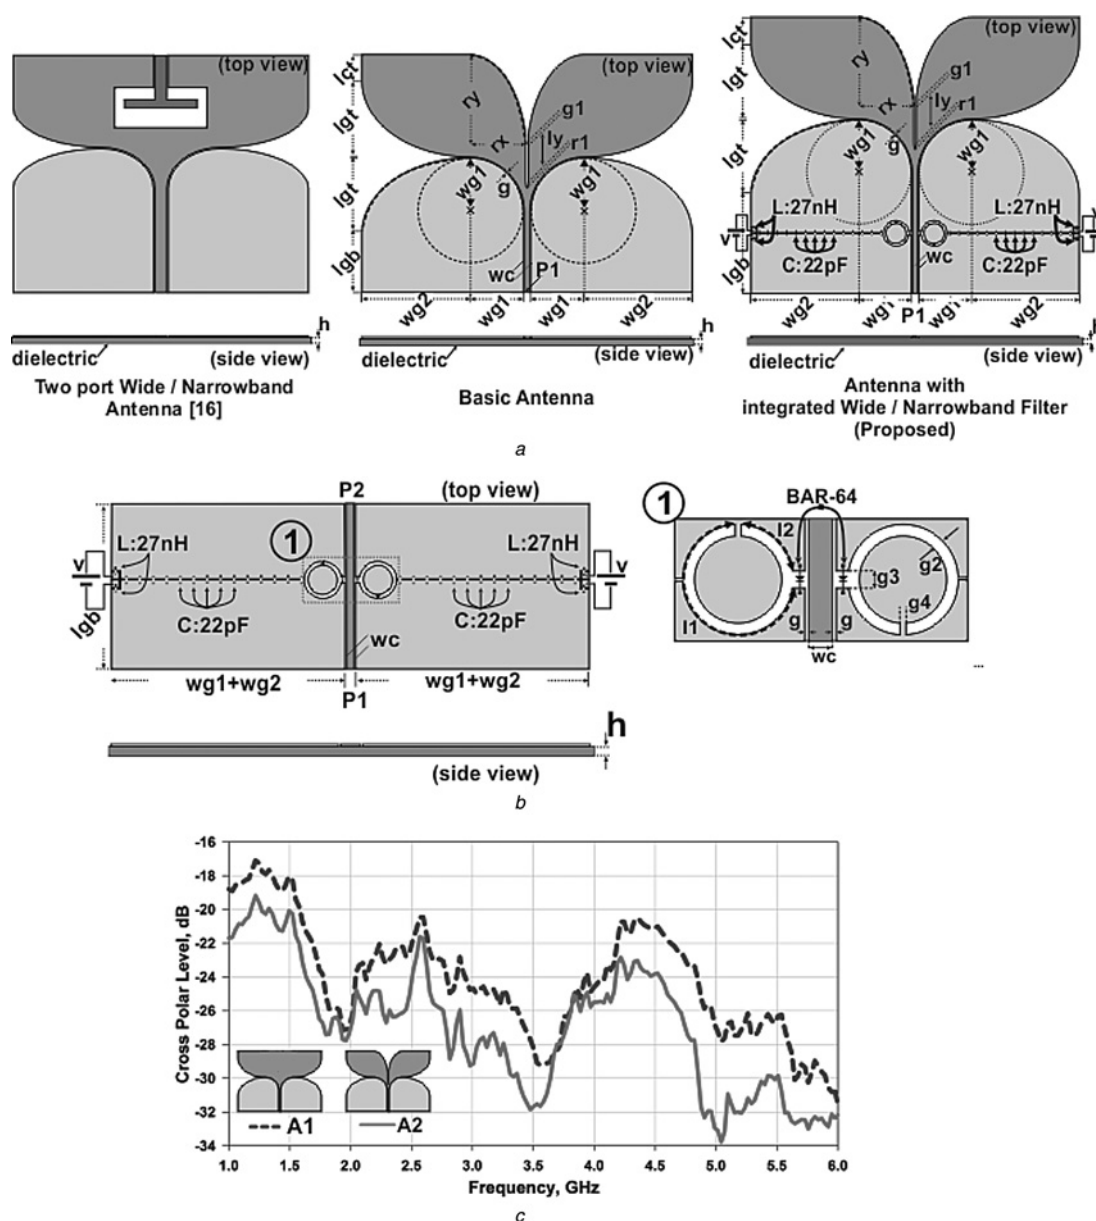 (top view)
h
dielectric
(side view)
Two port Wide / Narrowband
Antenna [16]
(top view)
lct
lgt
lgt
lgb
ry
rx
g1
ly
r1
g
wg1
wg1
wc
P1
wg2
wg1
wg1
wg2
h
dielectric
(side view)
Basic Antenna
(top view)
lct
lgt
lgt
lgb
ry
rx
g1
ly
r1
g
wg1
wg1
L:27nH
L:27nH
v
v
C:22pF
C:22pF
wc
wg2
wg1
P1
wg1
wg2
h
dielectric
(side view)
Antenna with
integrated Wide / Narrowband Filter
(Proposed)
a
P2
(top view)
1
L:27nH
L:27nH
v
v
C:22pF
C:22pF
lgb
wc
wg1+wg2
wg1+wg2
P1
h
(side view)
1
BAR-64
l2
g2
g3
g4
l1
g
g
wc
...
b
Cross Polar Level, dB
-16
-18
-20
-22
-24
-26
-28
-30
-32
-34
A1
A2
1.0 1.5 2.0 2.5 3.0 3.5 4.0 4.5 5.0 5.5 6.0
Frequency, GHz
c